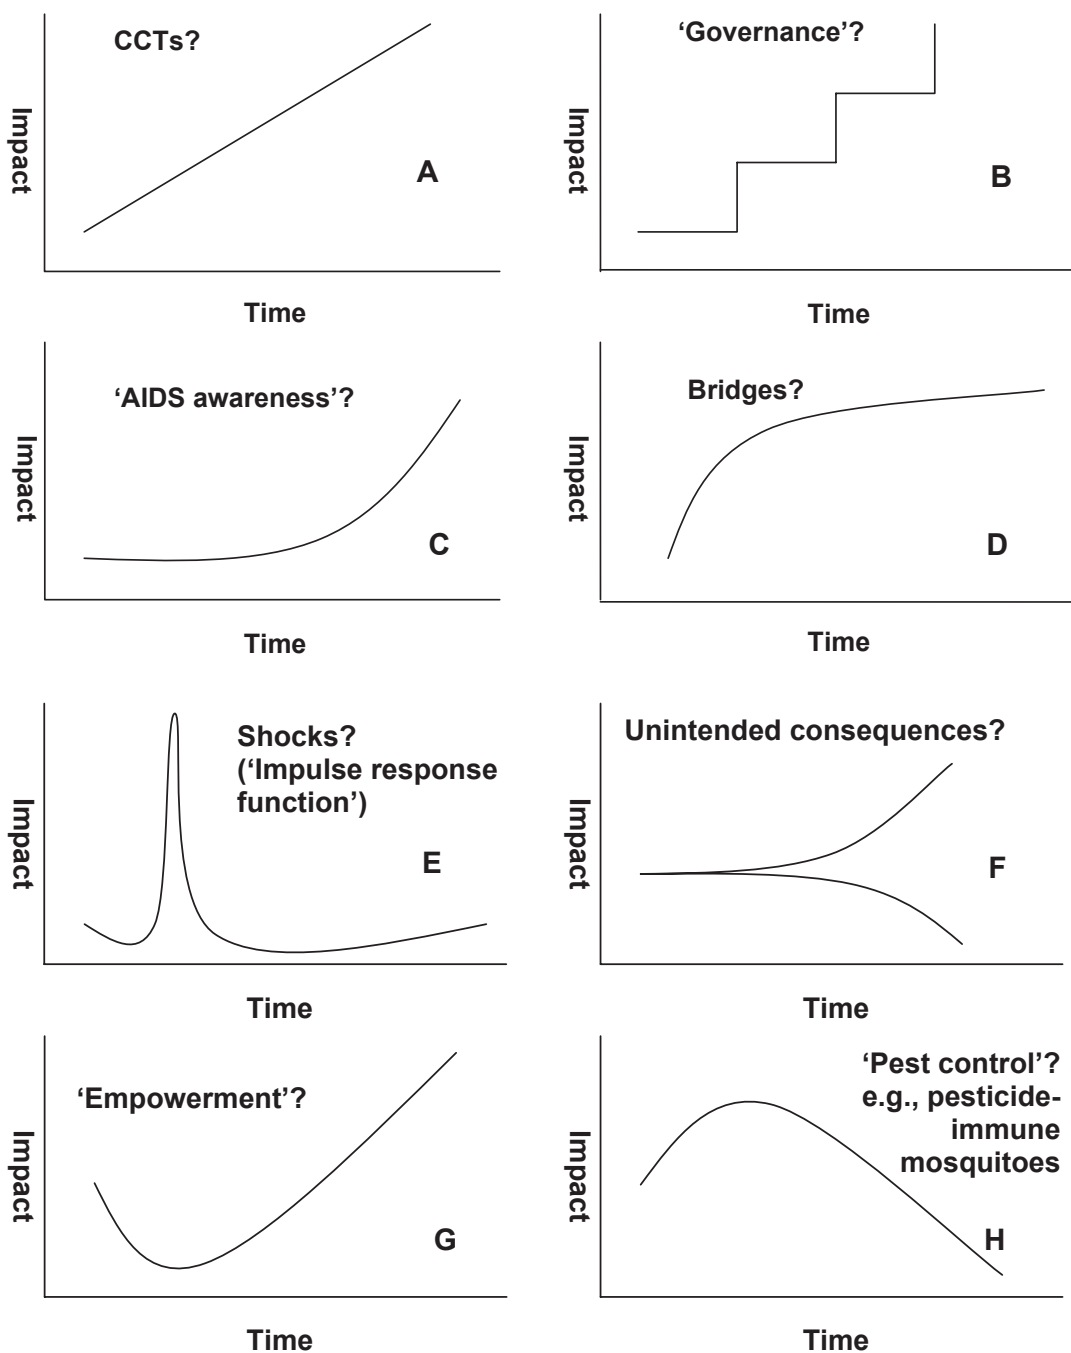 CCTs?
Impact
A
Time
‘Governance’?
Impact
B
Time
‘AIDS awareness’?
Impact
C
Time
Bridges?
Impact
D
Time
Shocks?
(‘Impulse response
function’)
Impact
E
Time
Unintended consequences?
Impact
F
Time
‘Empowerment’?
Impact
G
Time
‘Pest control’?
e.g., pesticide-
immune
mosquitoes
Impact
H
Time